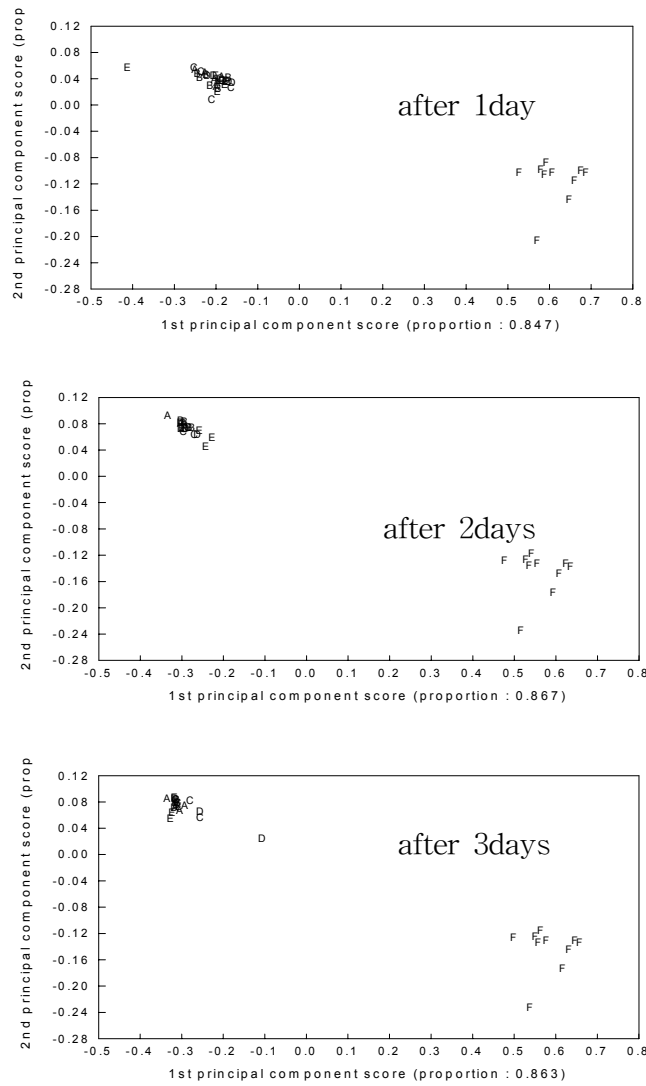 2nd principal component score (prop
0.12
0.08
0.04
0.00
-0.04
-0.08
-0.12
-0.16
-0.20
-0.24
-0.28
after 1day
-0.5 -0.4 -0.3 -0.2 -0.1 0.0 0.1 0.2 0.3 0.4 0.5 0.6 0.7 0.8
1st principal component score (proportion : 0.847)
2nd principal component score (prop
0.12
0.08
0.04
0.00
-0.04
-0.08
-0.12
-0.16
-0.20
-0.24
-0.28
after 2days
-0.5 -0.4 -0.3 -0.2 -0.1 0.0 0.1 0.2 0.3 0.4 0.5 0.6 0.7 0.8
1st principal component score (proportion : 0.867)
2nd principal component score (prop
0.12
0.08
0.04
0.00
-0.04
-0.08
-0.12
-0.16
-0.20
-0.24
-0.28
after 3days
-0.5 -0.4 -0.3 -0.2 -0.1 0.0 0.1 0.2 0.3 0.4 0.5 0.6 0.7 0.8
1st principal component score (proportion : 0.863)